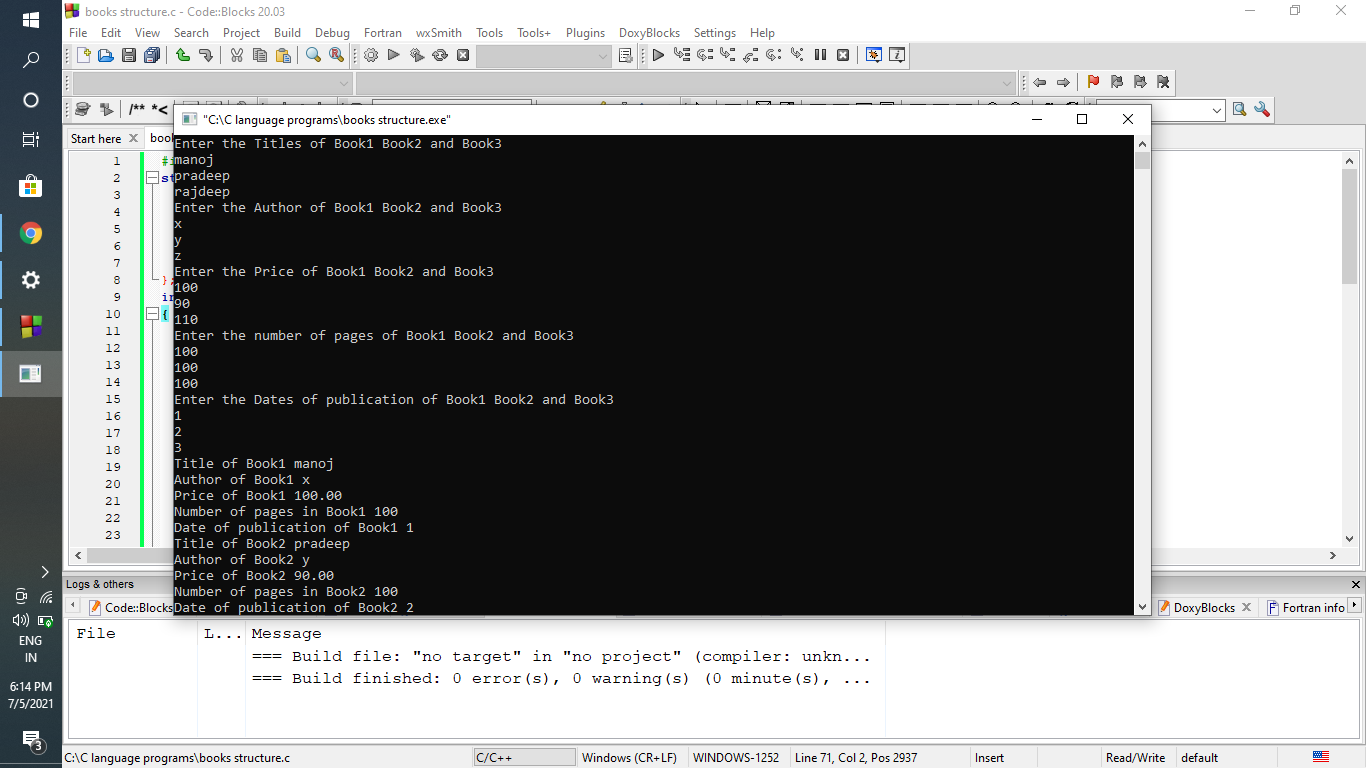 books structure.c - Code::Blocks 20.03
File Edit View Search Project Build Debug Fortran wxSmith Tools Tools+ Plugins DoxyBlocks Settings Help
/** *<
"C:\C language programs\books structure.exe"
Start here
Enter the Titles of Book1 Book2 and Book3
1
manoj
2
pradeep
3
rajdeep
4
Enter the Author of Book1 Book2 and Book3
5
x
6
y
7
z
8
};
Enter the Price of Book1 Book2 and Book3
9
100
10
{
90
11
110
12
Enter the number of pages of Book1 Book2 and Book3
13
100
14
100
100
15
Enter the Dates of publication of Book1 Book2 and Book3
16
1
17
2
18
3
19
Title of Book1 manoj
20
Author of Book1 x
21
Price of Book1 100.00
22
Number of pages in Book1 100
23
Date of publication of Book1 1
Title of Book2 pradeep
Author of Book2 y
Price of Book2 90.00
Number of pages in Book2 100
Date of publication of Book2 2
Logs & others
Code::Blocks
DoxyBlocks
Fortran info
File L... Message
=== Build file: "no target" in "no project" (compiler: unkn...
=== Build finished: 0 error(s), 0 warning(s) (0 minute(s), ...
ENG
IN
6:14 PM
7/5/2021
3
C:\C language programs\books structure.c C/C++ Windows (CR+LF) WINDOWS-1252 Line 71, Col 2, Pos 2937 Insert Read/Write default